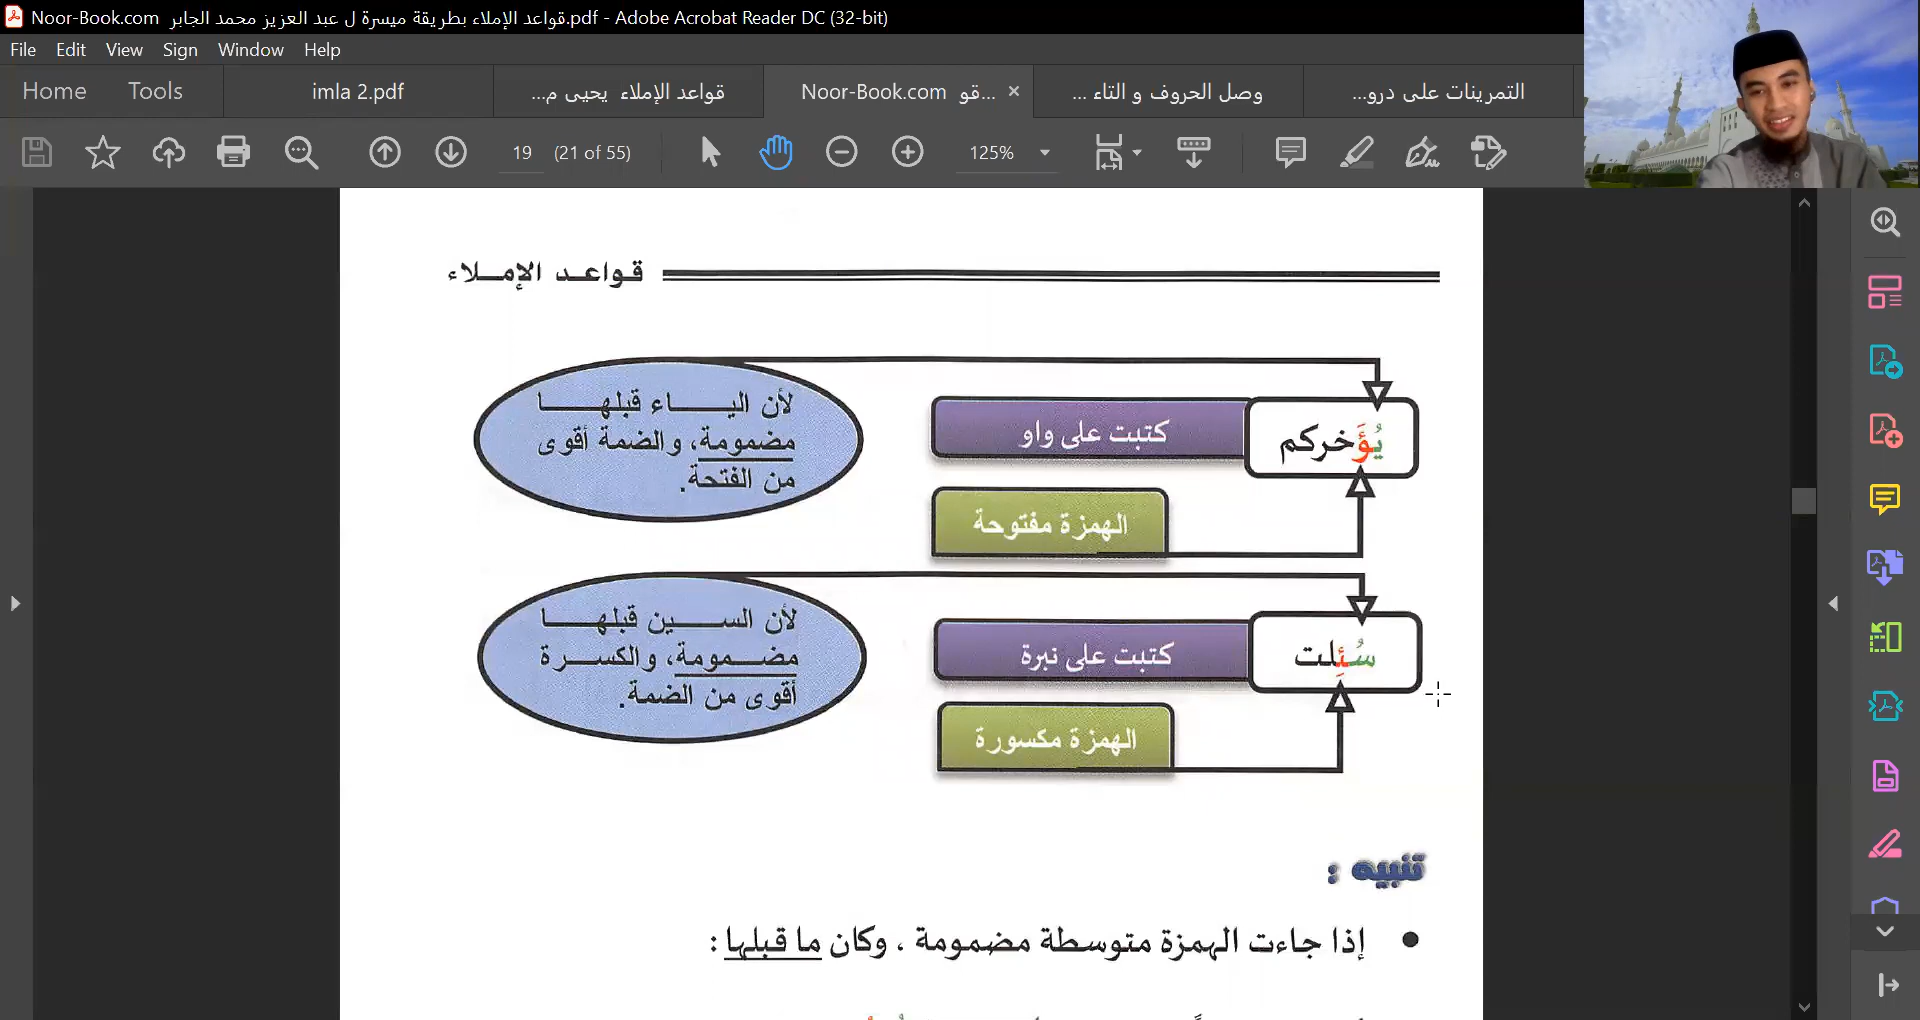 Noor-Book.com قواعد الإملاء بطريقة ميسرة ل عبد العزيز محمد الجابر.pdf - Adobe Acrobat Reader DC (32-bit)
File Edit View Sign Window Help
Home Tools imla 2.pdf قواعد الإملاء يحيى م... Noor-Book.com قو... × وصل الحروف و التاء ... التمرينات على درو...
19 (21 of 55) 125%
قواعد الإملاء
يُؤَخركم
كتبت على واو
الهمزة مفتوحة
لأن الياء قبلها
مضمومة، والضمة أقوى
من الفتحة.
سُئِلت
كتبت على نبرة
الهمزة مكسورة
لأن السين قبلها
مضمومة، والكسرة
أقوى من الضمة.
تنبيه :
● إذا جاءت الهمزة متوسطة مضمومة ، وكان ما قبلها :